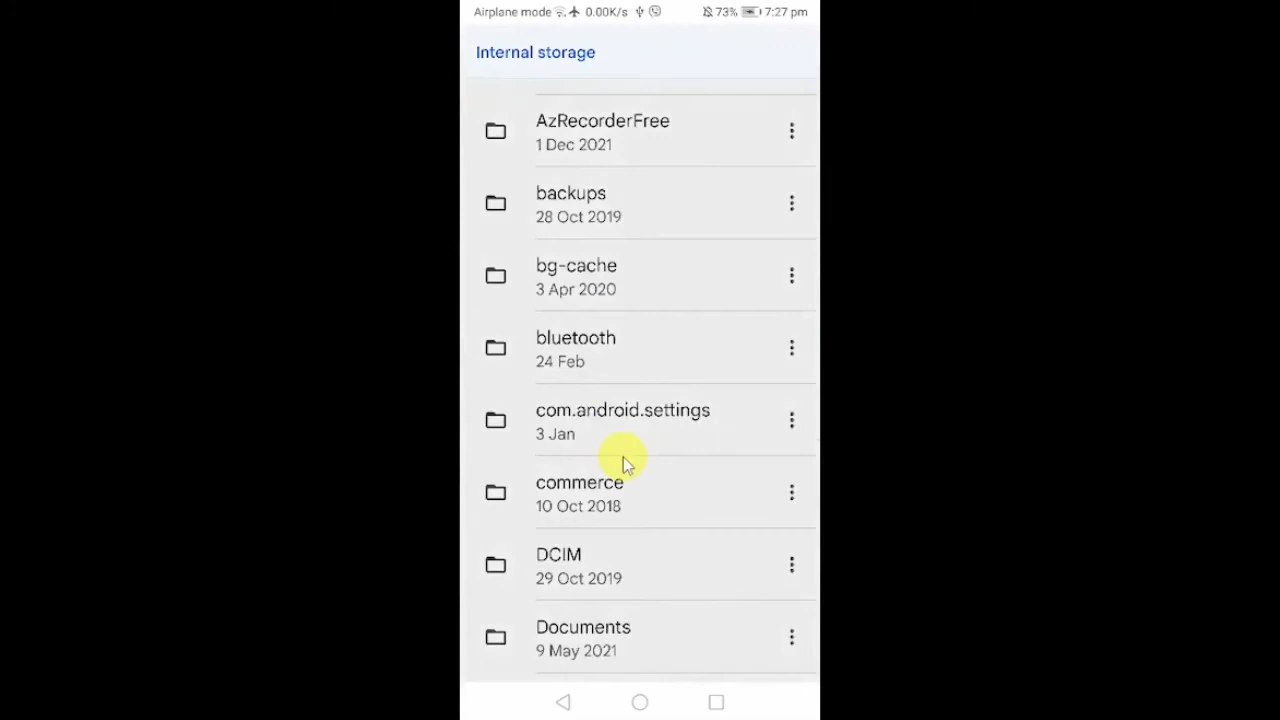 Airplane mode 0.00K/s 73% 7:27 pm
Internal storage
AzRecorderFree
1 Dec 2021
backups
28 Oct 2019
bg-cache
3 Apr 2020
bluetooth
24 Feb
com.android.settings
3 Jan
commerce
10 Oct 2018
DCIM
29 Oct 2019
Documents
9 May 2021